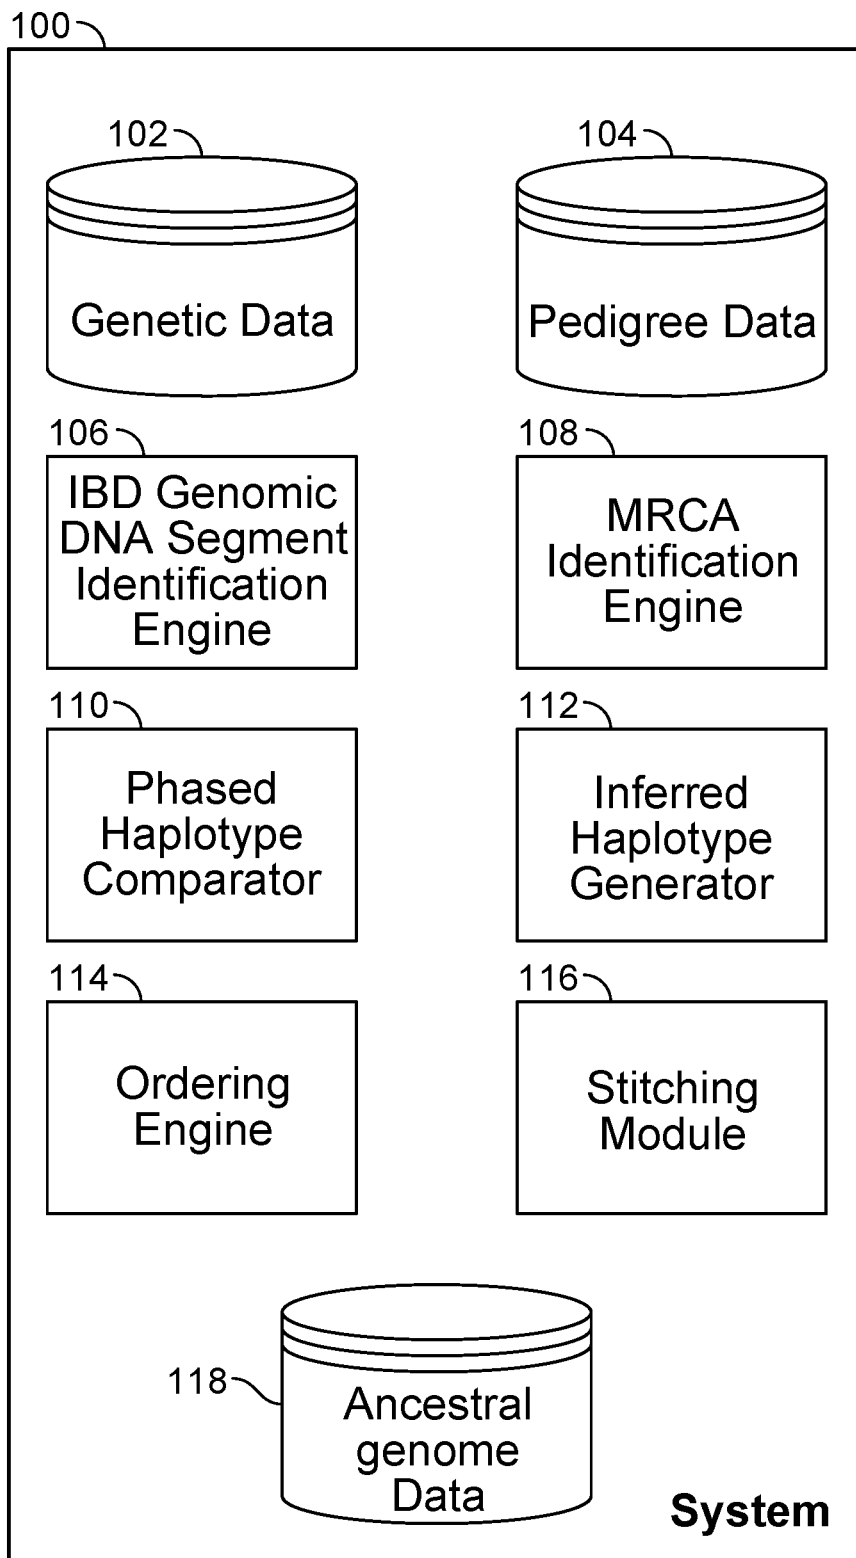 100
102
104
Genetic Data
Pedigree Data
106
108
IBD Genomic
DNA Segment
Identification
Engine
MRCA
Identification
Engine
110
112
Phased
Haplotype
Comparator
Inferred
Haplotype
Generator
114
116
Ordering
Engine
Stitching
Module
118
Ancestral
genome
Data
System